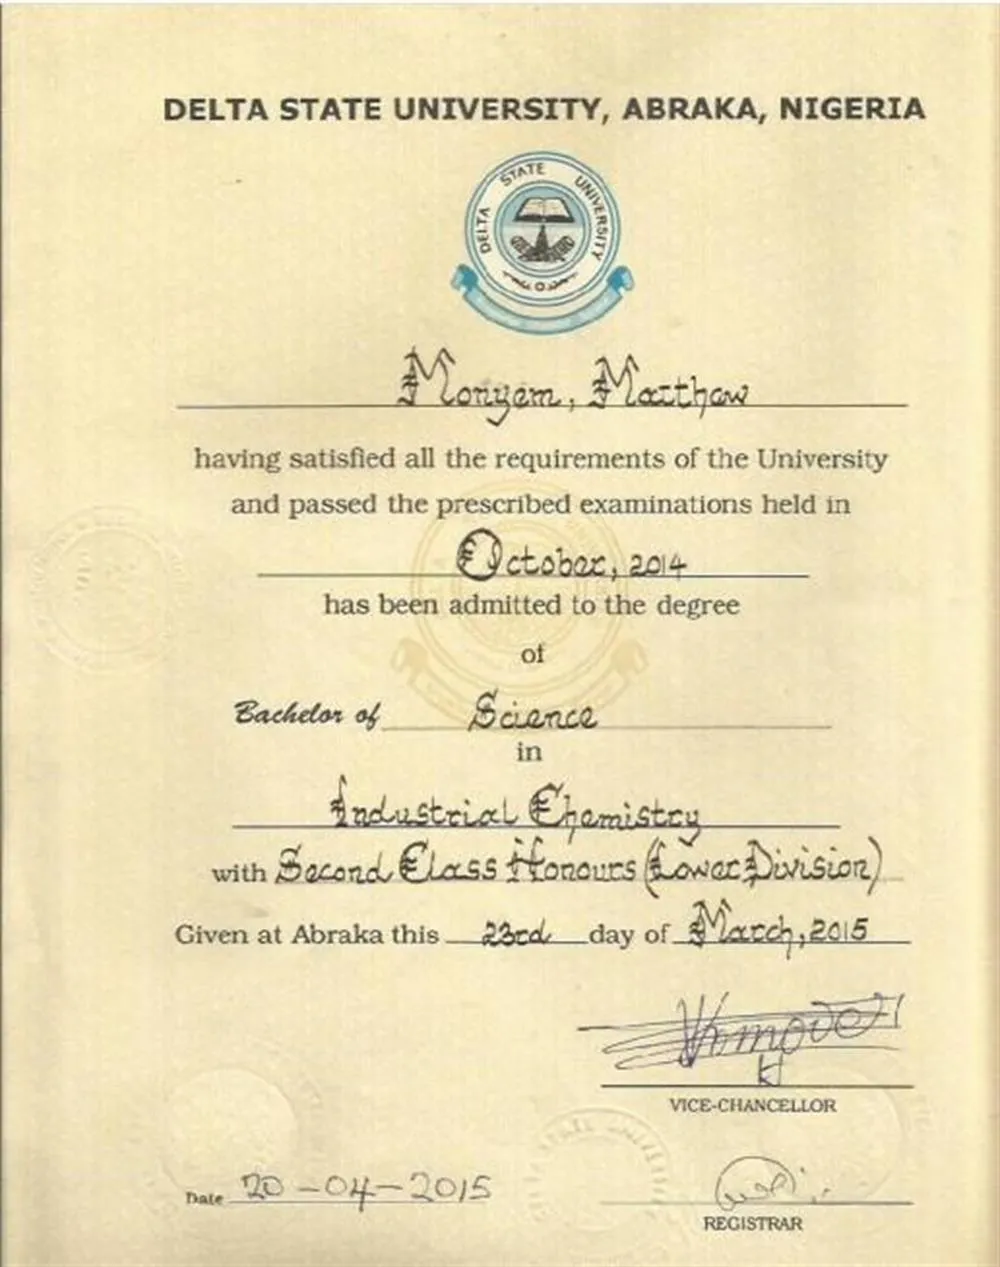 DELTA STATE UNIVERSITY, ABRAKA, NIGERIA
DELTA STATE UNIVERSITY
Monyem, Matthew
having satisfied all the requirements of the University
and passed the prescribed examinations held in
October, 2014
has been admitted to the degree
of
Bachelor of Science
in
Industrial Chemistry
with Second Class Honours (Lower Division)
Given at Abraka this 23rd day of March, 2015
VICE-CHANCELLOR
Date 20-04-2015
REGISTRAR